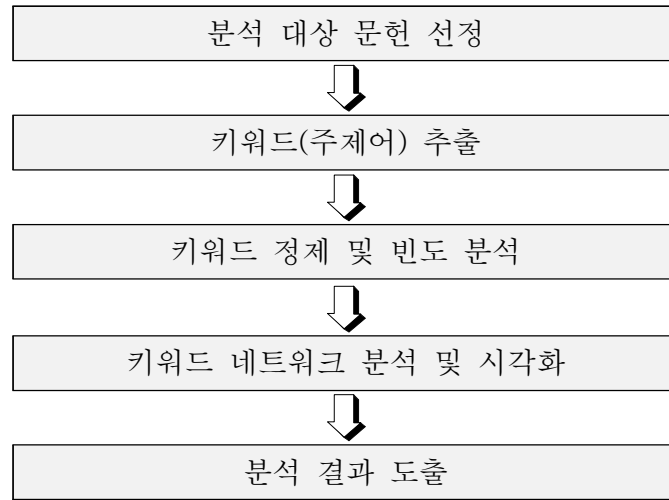 분석 대상 문헌 선정
키워드(주제어) 추출
키워드 정제 및 빈도 분석
키워드 네트워크 분석 및 시각화
분석 결과 도출